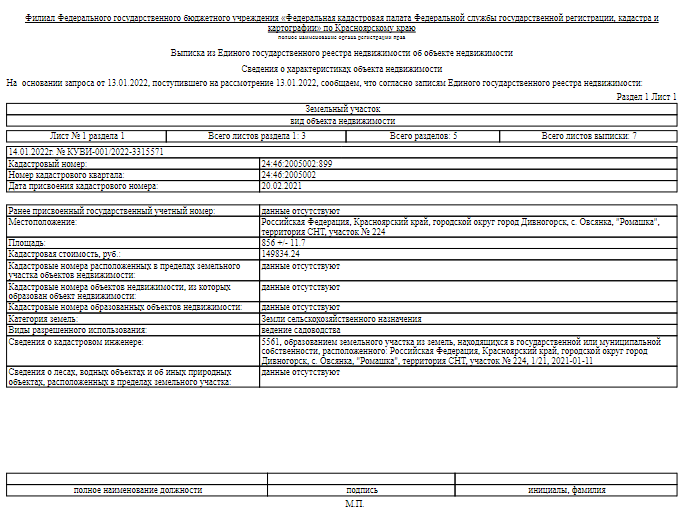 Филиал Федерального государственного бюджетного учреждения «Федеральная кадастровая палата Федеральной службы государственной регистрации, кадастра и
картографии» по Красноярскому краю
полное наименование органа регистрации прав
Выписка из Единого государственного реестра недвижимости об объекте недвижимости
Сведения о характеристиках объекта недвижимости
На основании запроса от 13.01.2022, поступившего на рассмотрение 13.01.2022, сообщаем, что согласно записям Единого государственного реестра недвижимости:
Раздел 1 Лист 1
Земельный участок
вид объекта недвижимости
Лист № 1 раздела 1 Всего листов раздела 1: 3 Всего разделов: 5 Всего листов выписки: 7
14.01.2022г. № КУВИ-001/2022-3315571
Кадастровый номер: 24:46:2005002:899
Номер кадастрового квартала: 24:46:2005002
Дата присвоения кадастрового номера: 20.02.2021
Ранее присвоенный государственный учетный номер: данные отсутствуют
Местоположение: Российская Федерация, Красноярский край, городской округ город Дивногорск, с. Овсянка, "Ромашка",
территория СНТ, участок № 224
Площадь: 856 +/- 11.7
Кадастровая стоимость, руб.: 149834.24
Кадастровые номера расположенных в пределах земельного данные отсутствуют
участка объектов недвижимости:
Кадастровые номера объектов недвижимости, из которых данные отсутствуют
образован объект недвижимости:
Кадастровые номера образованных объектов недвижимости: данные отсутствуют
Категория земель: Земли сельскохозяйственного назначения
Виды разрешенного использования: ведение садоводства
Сведения о кадастровом инженере: 5561, образованием земельного участка из земель, находящихся в государственной или муниципальной
собственности, расположенного: Российская Федерация, Красноярский край, городской округ город
Дивногорск, с. Овсянка, "Ромашка", территория СНТ, участок № 224, 1/21, 2021-01-11
Сведения о лесах, водных объектах и об иных природных данные отсутствуют
объектах, расположенных в пределах земельного участка:
полное наименование должности подпись инициалы, фамилия
М.П.